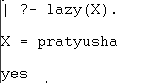 | ?- lazy(X).
X = pratyusha
yes